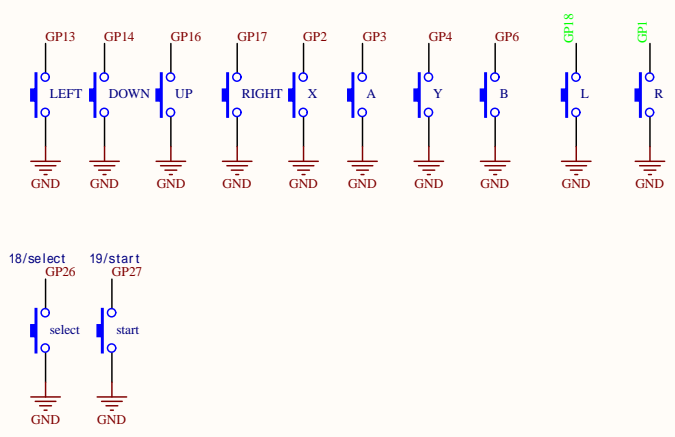 GP13 GP14 GP16 GP17 GP2 GP3 GP4 GP6 GP18 GP1
LEFT DOWN UP RIGHT X A Y B L R
GND GND GND GND GND GND GND GND GND GND
18/select 19/start
GP26 GP27
select start
GND GND